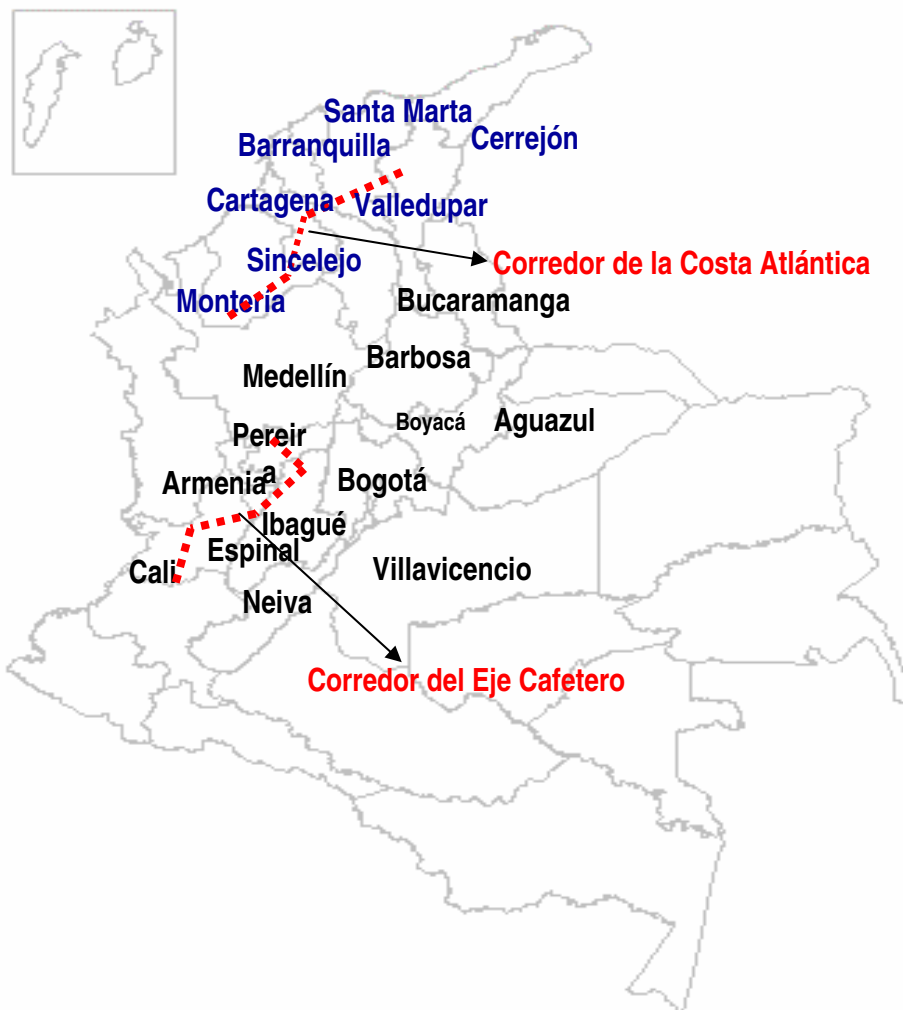 Santa Marta
Cerrejón
Barranquilla
Cartagena
Valledupar
Sincelejo
Corredor de la Costa Atlántica
Montería
Bucaramanga
Barbosa
Medellín
Boyacá
Aguazul
Pereir
a
Armenia
Bogotá
Ibagué
Espinal
Cali
Villavicencio
Neiva
Corredor del Eje Cafetero